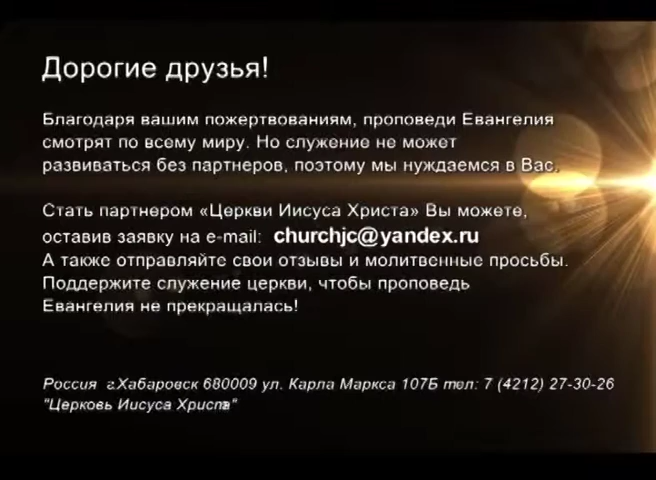 Дорогие друзья!
Благодаря вашим пожертвованиям, проповеди Евангелия
смотрят по всему миру. Но служение не может
развиваться без партнеров, поэтому мы нуждаемся в Вас.
Стать партнером «Церкви Иисуса Христа» Вы можете,
оставив заявку на e-mail: churchjc@yandex.ru
А также отправляйте свои отзывы и молитвенные просьбы.
Поддержите служение церкви, чтобы проповедь
Евангелия не прекращалась!
Россия г.Хабаровск 680009 ул. Карла Маркса 107Б тел: 7 (4212) 27-30-26
"Церковь Иисуса Христа"